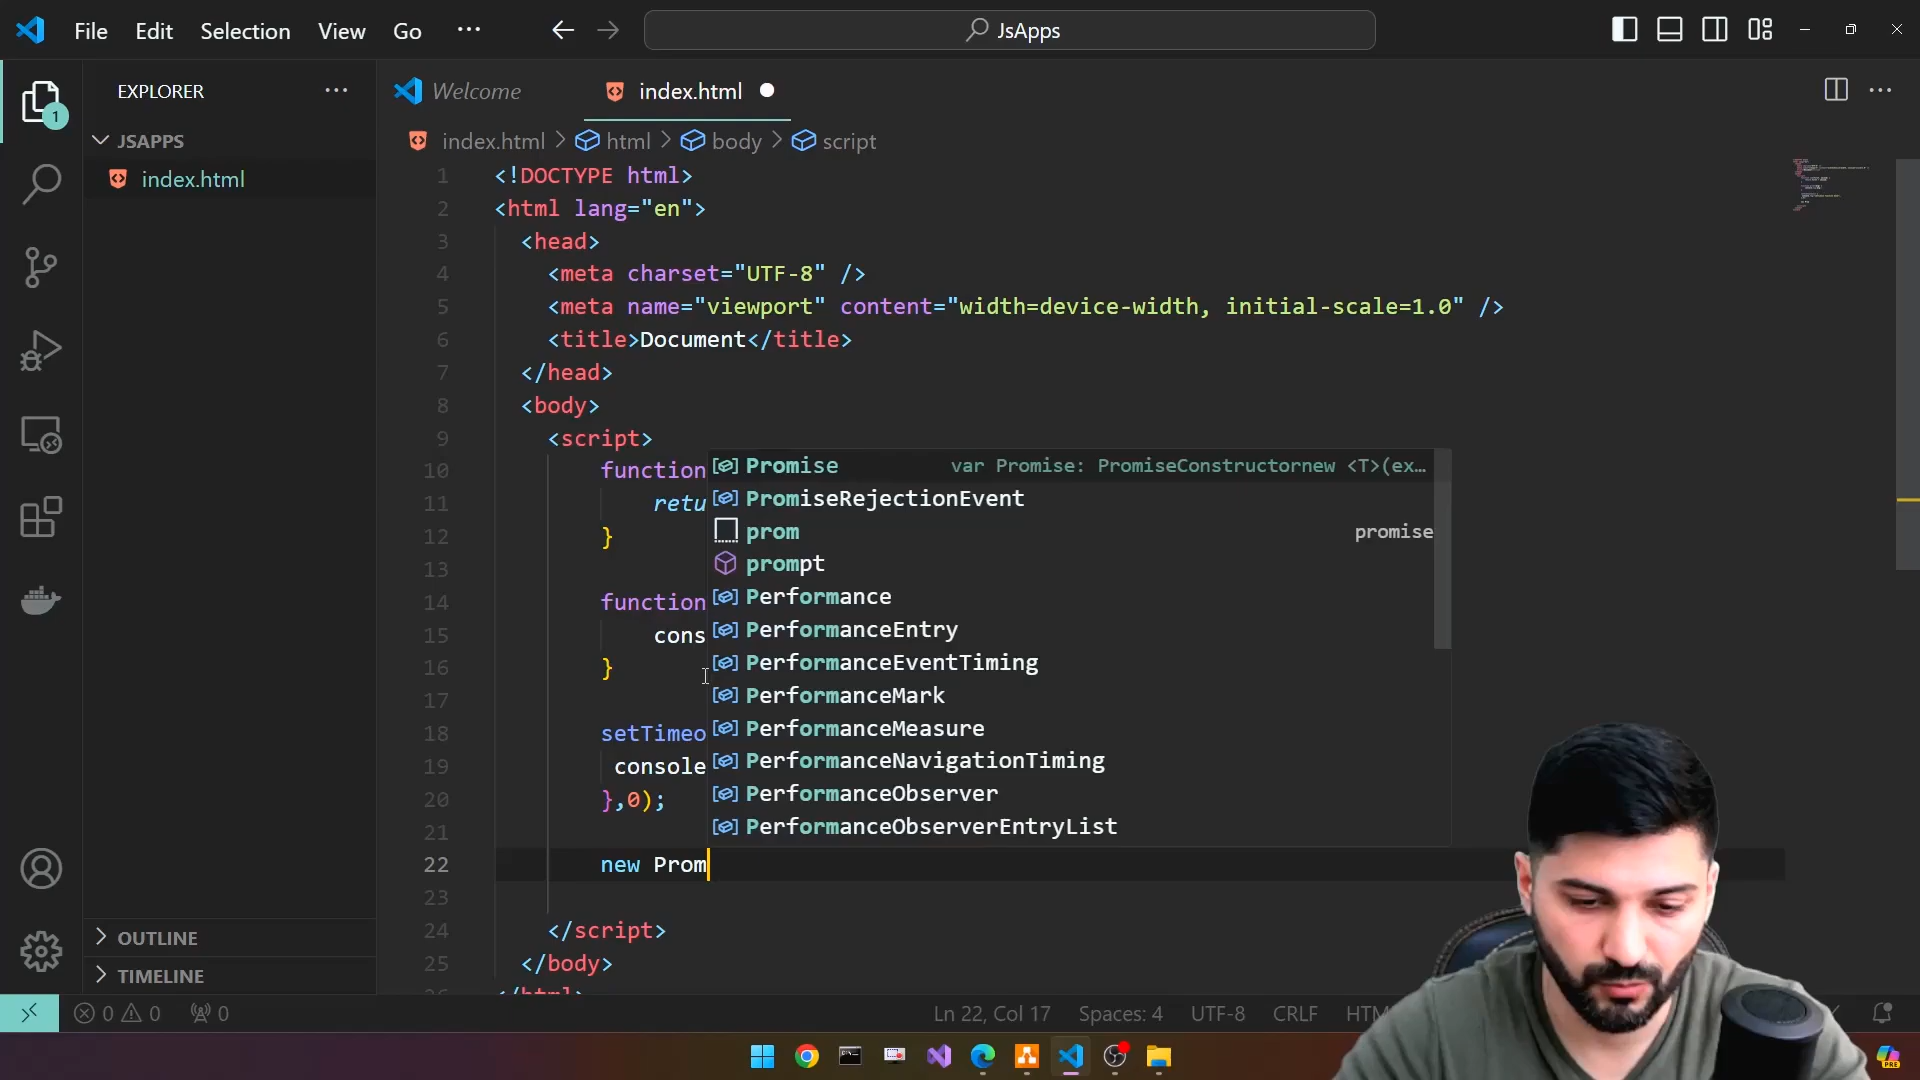 File Edit Selection View Go ··· JsApps
EXPLORER ···
1
JSAPPS
index.html
Welcome index.html
index.html > html > body > script
1 <!DOCTYPE html>
2 <html lang="en">
3 <head>
4 <meta charset="UTF-8" />
5 <meta name="viewport" content="width=device-width, initial-scale=1.0" />
6 <title>Document</title>
7 </head>
8 <body>
9 <script>
10 function
11 retu
12 }
13
14 function
15 cons
16 }
17
18 setTimeo
19 console
20 },0);
21
22 new Prom
23
24 </script>
25 </body>
Promise var Promise: PromiseConstructornew <T>(ex…
PromiseRejectionEvent
prom promise
prompt
Performance
PerformanceEntry
PerformanceEventTiming
PerformanceMark
PerformanceMeasure
PerformanceNavigationTiming
PerformanceObserver
PerformanceObserverEntryList
OUTLINE
TIMELINE
0 0 0 Ln 22, Col 17 Spaces: 4 UTF-8 CRLF
PRE